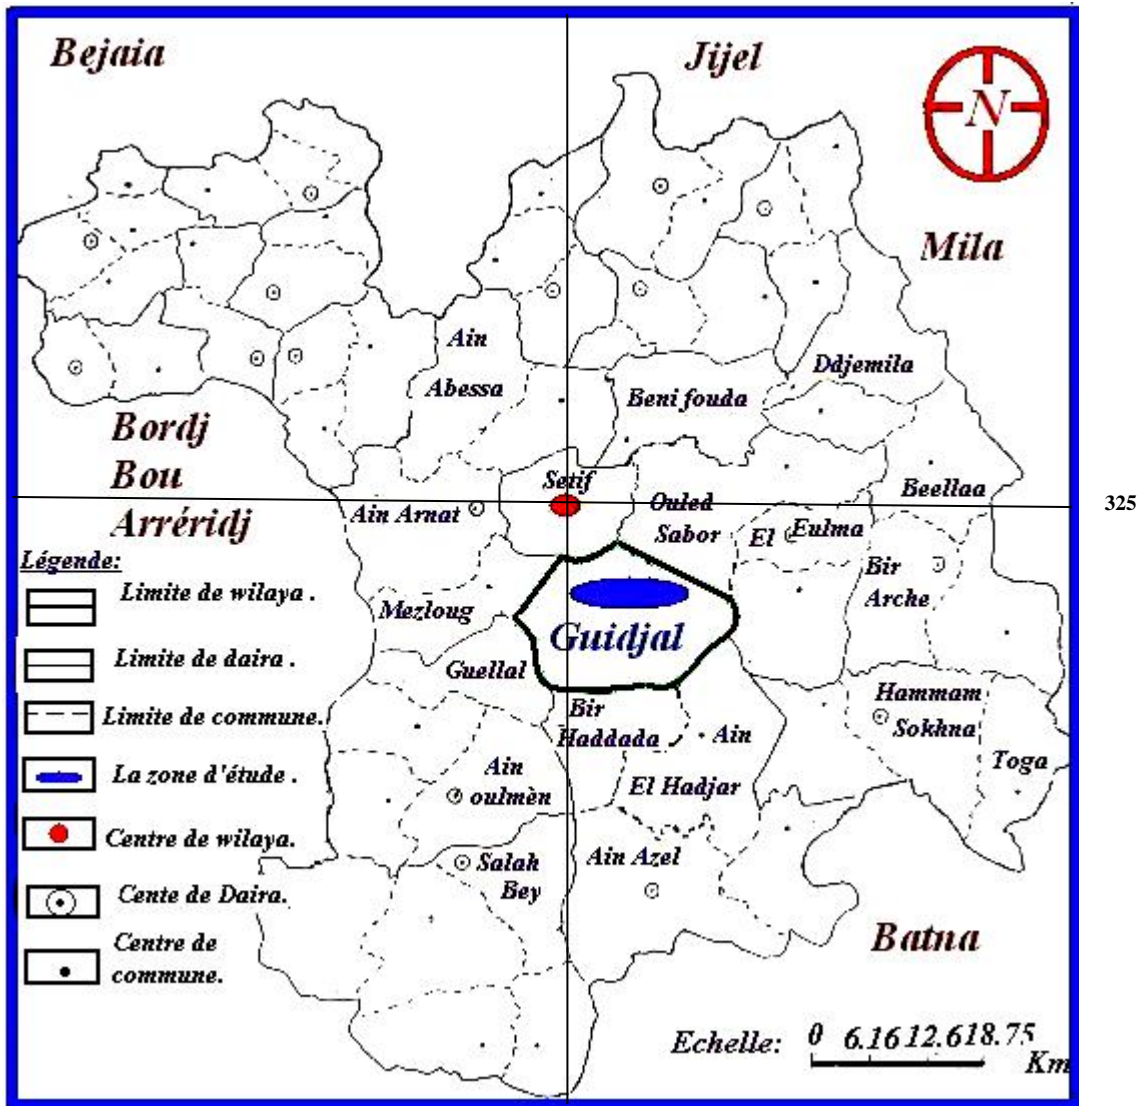 Bejaia
Jijel
N
Mila
Ain
Abessa
Ddjemila
Beni fouda
Bordj
Bou
Arréridj
Setif
Ain Arnat
Ouled
Sabor
El Eulma
Beellaa
325
Bir
Arche
Mezloug
Guidjal
Guellal
Bir
Haddada
Ain
El Hadjar
Hammam
Sokhna
Toga
Ain
oulmèn
Salah
Bey
Ain Azel
Batna
Légende:
Limite de wilaya .
Limite de daira .
Limite de commune.
La zone d'étude .
Centre de wilaya.
Cente de Daira.
Centre de
commune.
Echelle: 0 6.16 12.6 18.75
Km